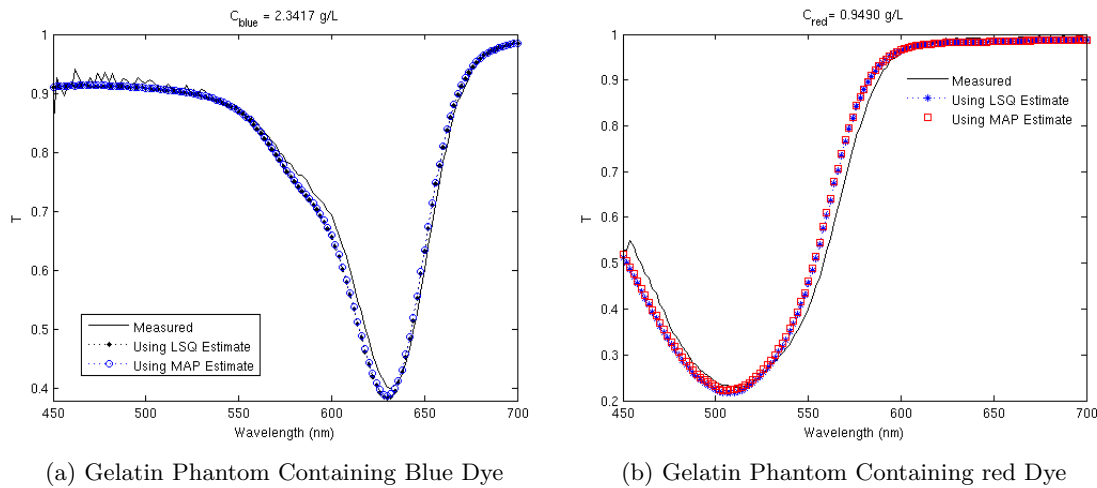 C_blue = 2.3417 g/L
1
0.9
0.8
0.7
0.6
0.5
0.4
T
Measured
Using LSQ Estimate
Using MAP Estimate
450 500 550 600 650 700
Wavelength (nm)
(a) Gelatin Phantom Containing Blue Dye
C_red = 0.9490 g/L
1
0.9
0.8
0.7
0.6
0.5
0.4
0.3
0.2
T
Measured
Using LSQ Estimate
Using MAP Estimate
450 500 550 600 650 700
Wavelength (nm)
(b) Gelatin Phantom Containing red Dye